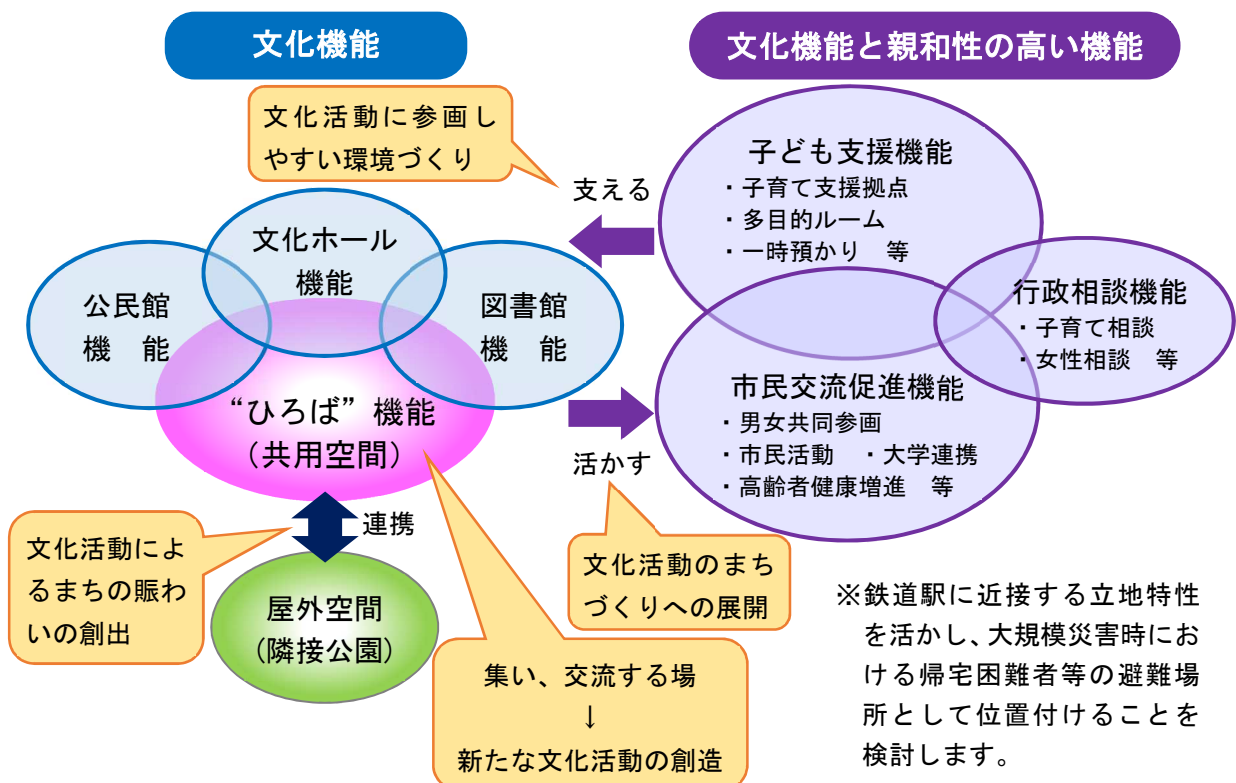 文化機能
文化機能と親和性の高い機能
文化活動に参画し
やすい環境づくり
支える
子ども支援機能
・子育て支援拠点
・多目的ルーム
・一時預かり 等
文化ホール
機能
公民館
機 能
図書館
機 能
行政相談機能
・子育て相談
・女性相談 等
“ひろば”機能
(共用空間)
市民交流促進機能
・男女共同参画
・市民活動 ・大学連携
・高齢者健康増進 等
活かす
連携
文化活動によ
るまちの賑わ
いの創出
屋外空間
(隣接公園)
文化活動のまち
づくりへの展開
集い、交流する場
↓
新たな文化活動の創造
※鉄道駅に近接する立地特性
を活かし、大規模災害時にお
ける帰宅困難者等の避難場
所として位置付けることを
検討します。